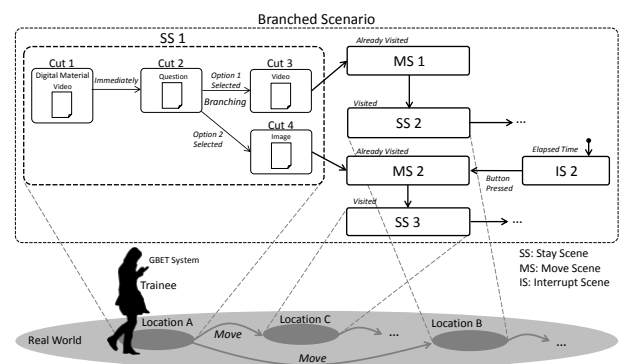 Branched Scenario
SS 1
Cut 1
Digital Material
Video
Immediately
Cut 2
Question
Option 1
Selected
Branching
Option 2
Selected
Cut 3
Video
Cut 4
Image
Already Visited
MS 1
Visited
SS 2
...
Already Visited
MS 2
Button
Pressed
Elapsed Time
IS 2
Visited
SS 3
...
SS: Stay Scene
MS: Move Scene
IS: Interrupt Scene
GBET System
Trainee
Real World
Location A
Move
Location C
...
Location B
...
Move